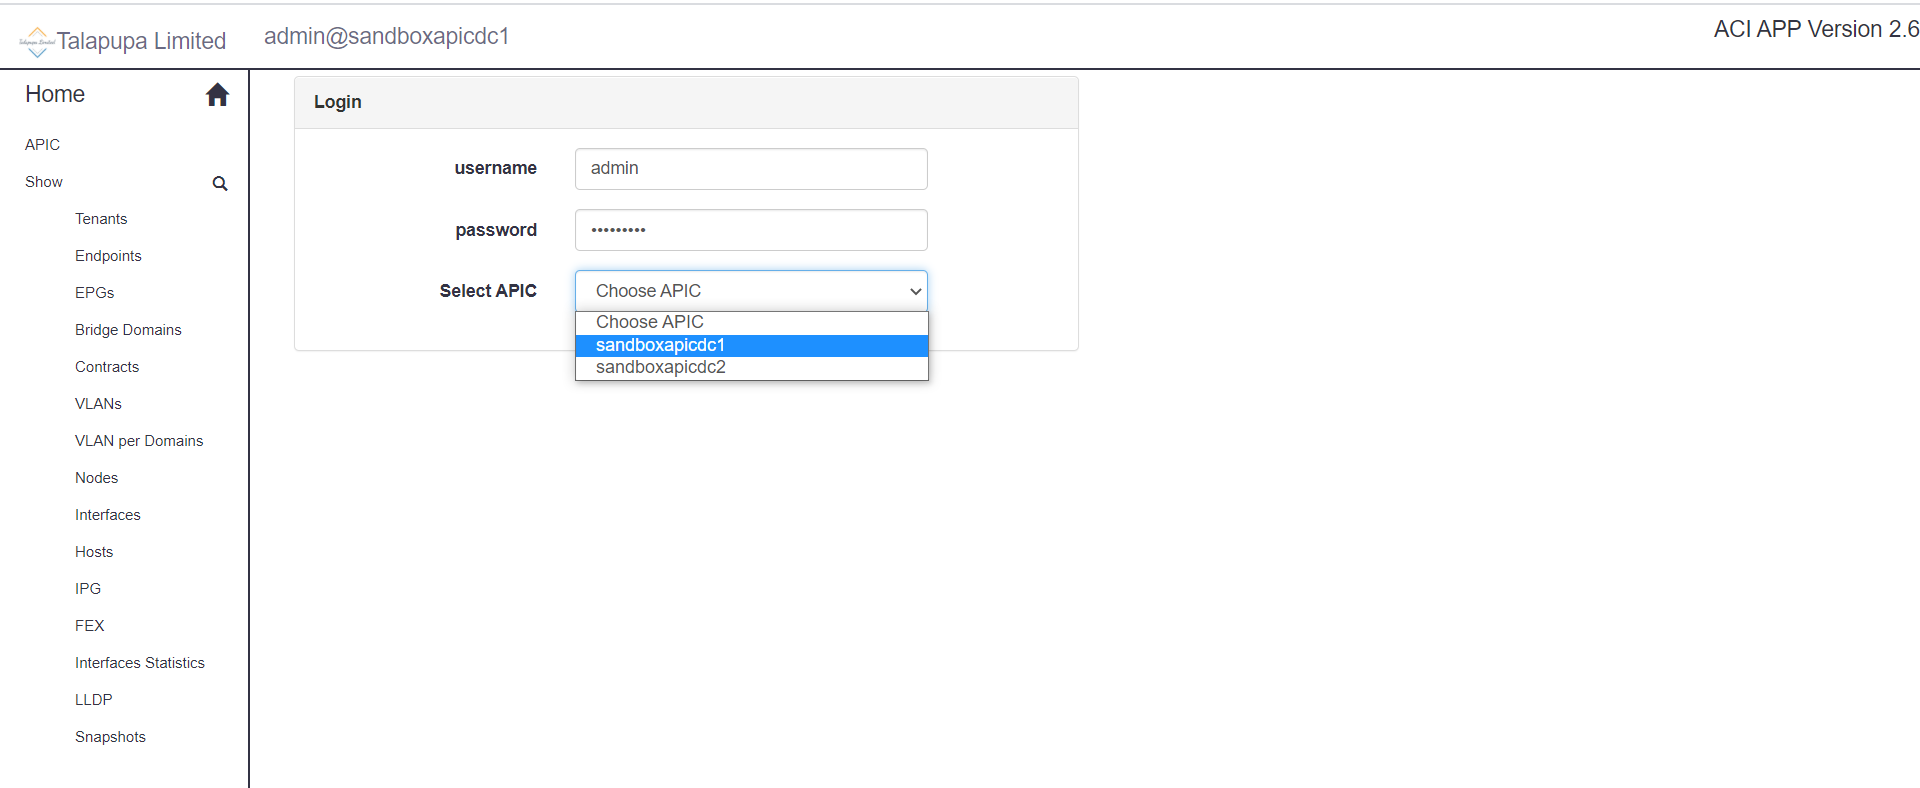 Talapupa Limited
admin@sandboxapicdc1
ACI APP Version 2.6
Home
APIC
Show
Tenants
Endpoints
EPGs
Bridge Domains
Contracts
VLANs
VLAN per Domains
Nodes
Interfaces
Hosts
IPG
FEX
Interfaces Statistics
LLDP
Snapshots
Login
username admin
password •••••••••
Select APIC Choose APIC
Choose APIC
sandboxapicdc1
sandboxapicdc2